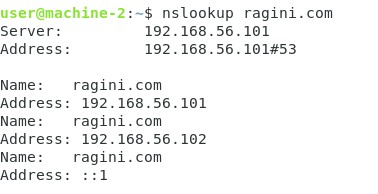 user@machine-2:~$ nslookup ragini.com
Server:         192.168.56.101
Address:        192.168.56.101#53

Name:   ragini.com
Address: 192.168.56.101
Name:   ragini.com
Address: 192.168.56.102
Name:   ragini.com
Address: ::1